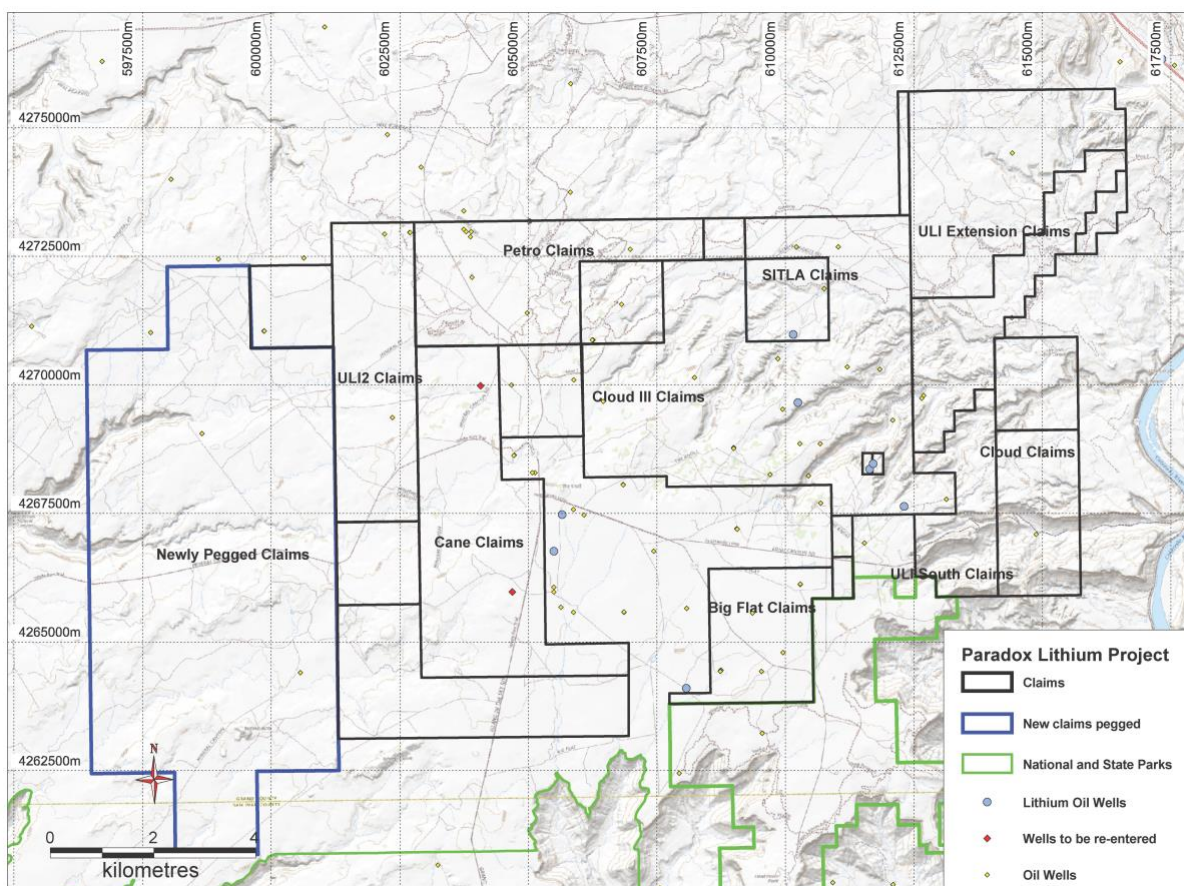 597500m
600000m
602500m
605000m
607500m
610000m
612500m
615000m
617500m
4275000m
4272500m
4270000m
4267500m
4265000m
4262500m
ULI Extension Claims
Petro Claims
SITLA Claims
ULI2 Claims
Cloud III Claims
Cloud Claims
Cane Claims
Newly Pegged Claims
ULI South Claims
Big Flat Claims
N
0 2 4
kilometres
Paradox Lithium Project
Claims
New claims pegged
National and State Parks
Lithium Oil Wells
Wells to be re-entered
Oil Wells